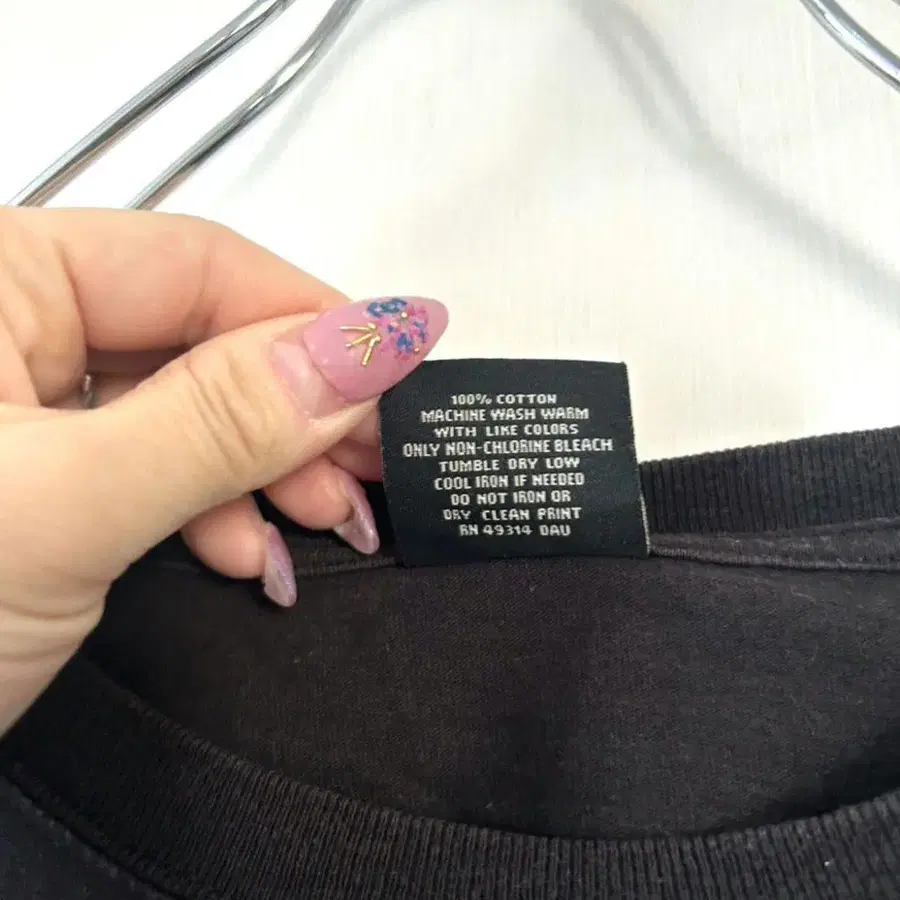 100% COTTON
MACHINE WASH WARM
WITH LIKE COLORS
ONLY NON-CHLORINE BLEACH
TUMBLE DRY LOW
COOL IRON IF NEEDED
DO NOT IRON OR
DRY CLEAN PRINT
RN 49314 DAU